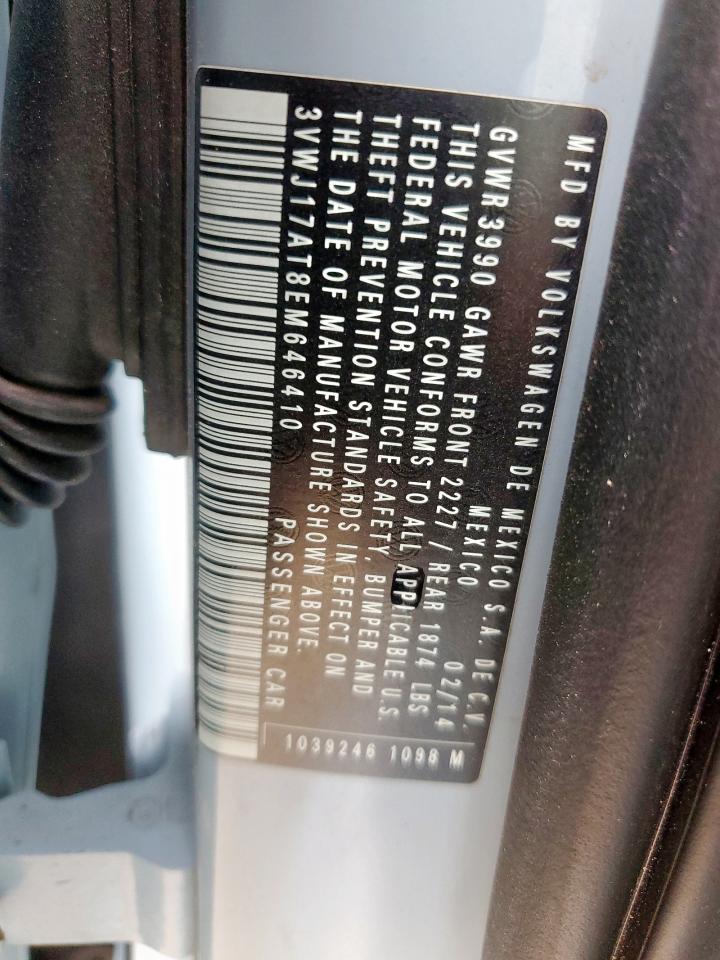 MFD BY VOLKSWAGEN DE MEXICO S.A. DE C.V.
MEXICO 02/14
GVWR 3990 GAWR FRONT 2227 / REAR 1874 LBS
THIS VEHICLE CONFORMS TO ALL APPLICABLE U.S.
FEDERAL MOTOR VEHICLE SAFETY, BUMPER AND
THEFT PREVENTION STANDARDS IN EFFECT ON
THE DATE OF MANUFACTURE SHOWN ABOVE.
3VWJ17AT8EM646410 PASSENGER CAR
1039246 1098 M